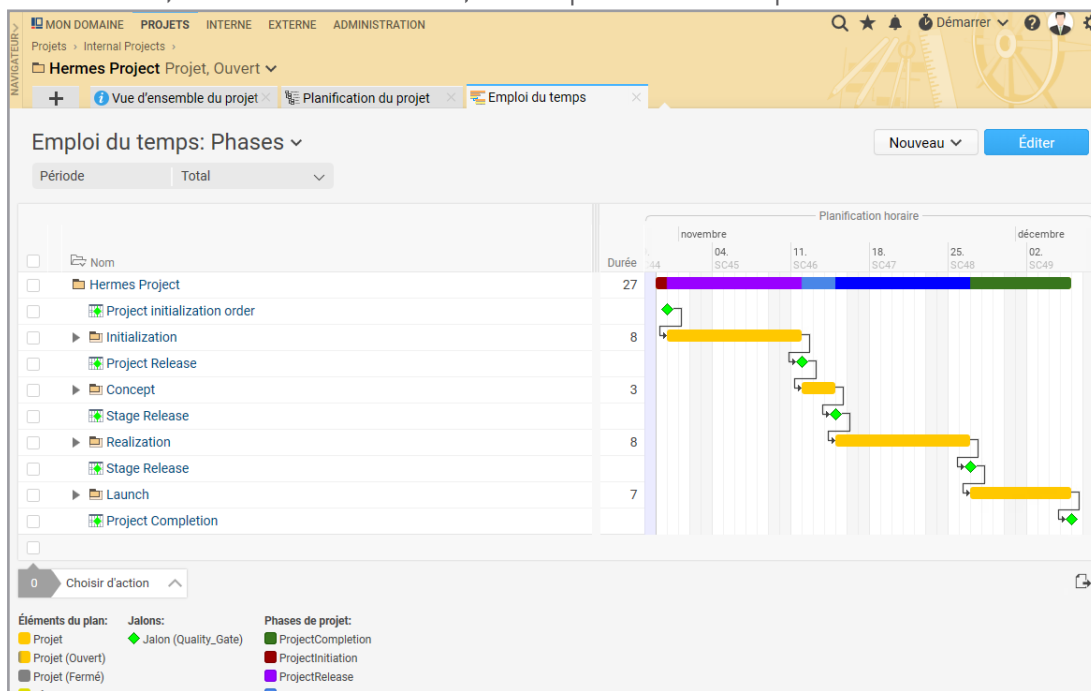 MON DOMAINE PROJETS INTERNE EXTERNE ADMINISTRATION Démarrer
NAVIGATEUR
Projets › Internal Projects ›
Hermes Project Projet, Ouvert
Vue d'ensemble du projet Planification du projet Emploi du temps
Emploi du temps: Phases Nouveau Éditer
Période Total
Planification horaire
novembre décembre
04. 11. 18. 25. 02.
Nom Durée 44 SC45 SC46 SC47 SC48 SC49
Hermes Project 27
Project initialization order
Initialization 8
Project Release
Concept 3
Stage Release
Realization 8
Stage Release
Launch 7
Project Completion
0 Choisir d'action
Éléments du plan: Jalons: Phases de projet:
Projet Jalon (Quality_Gate) ProjectCompletion
Projet (Ouvert) ProjectInitiation
Projet (Fermé) ProjectRelease